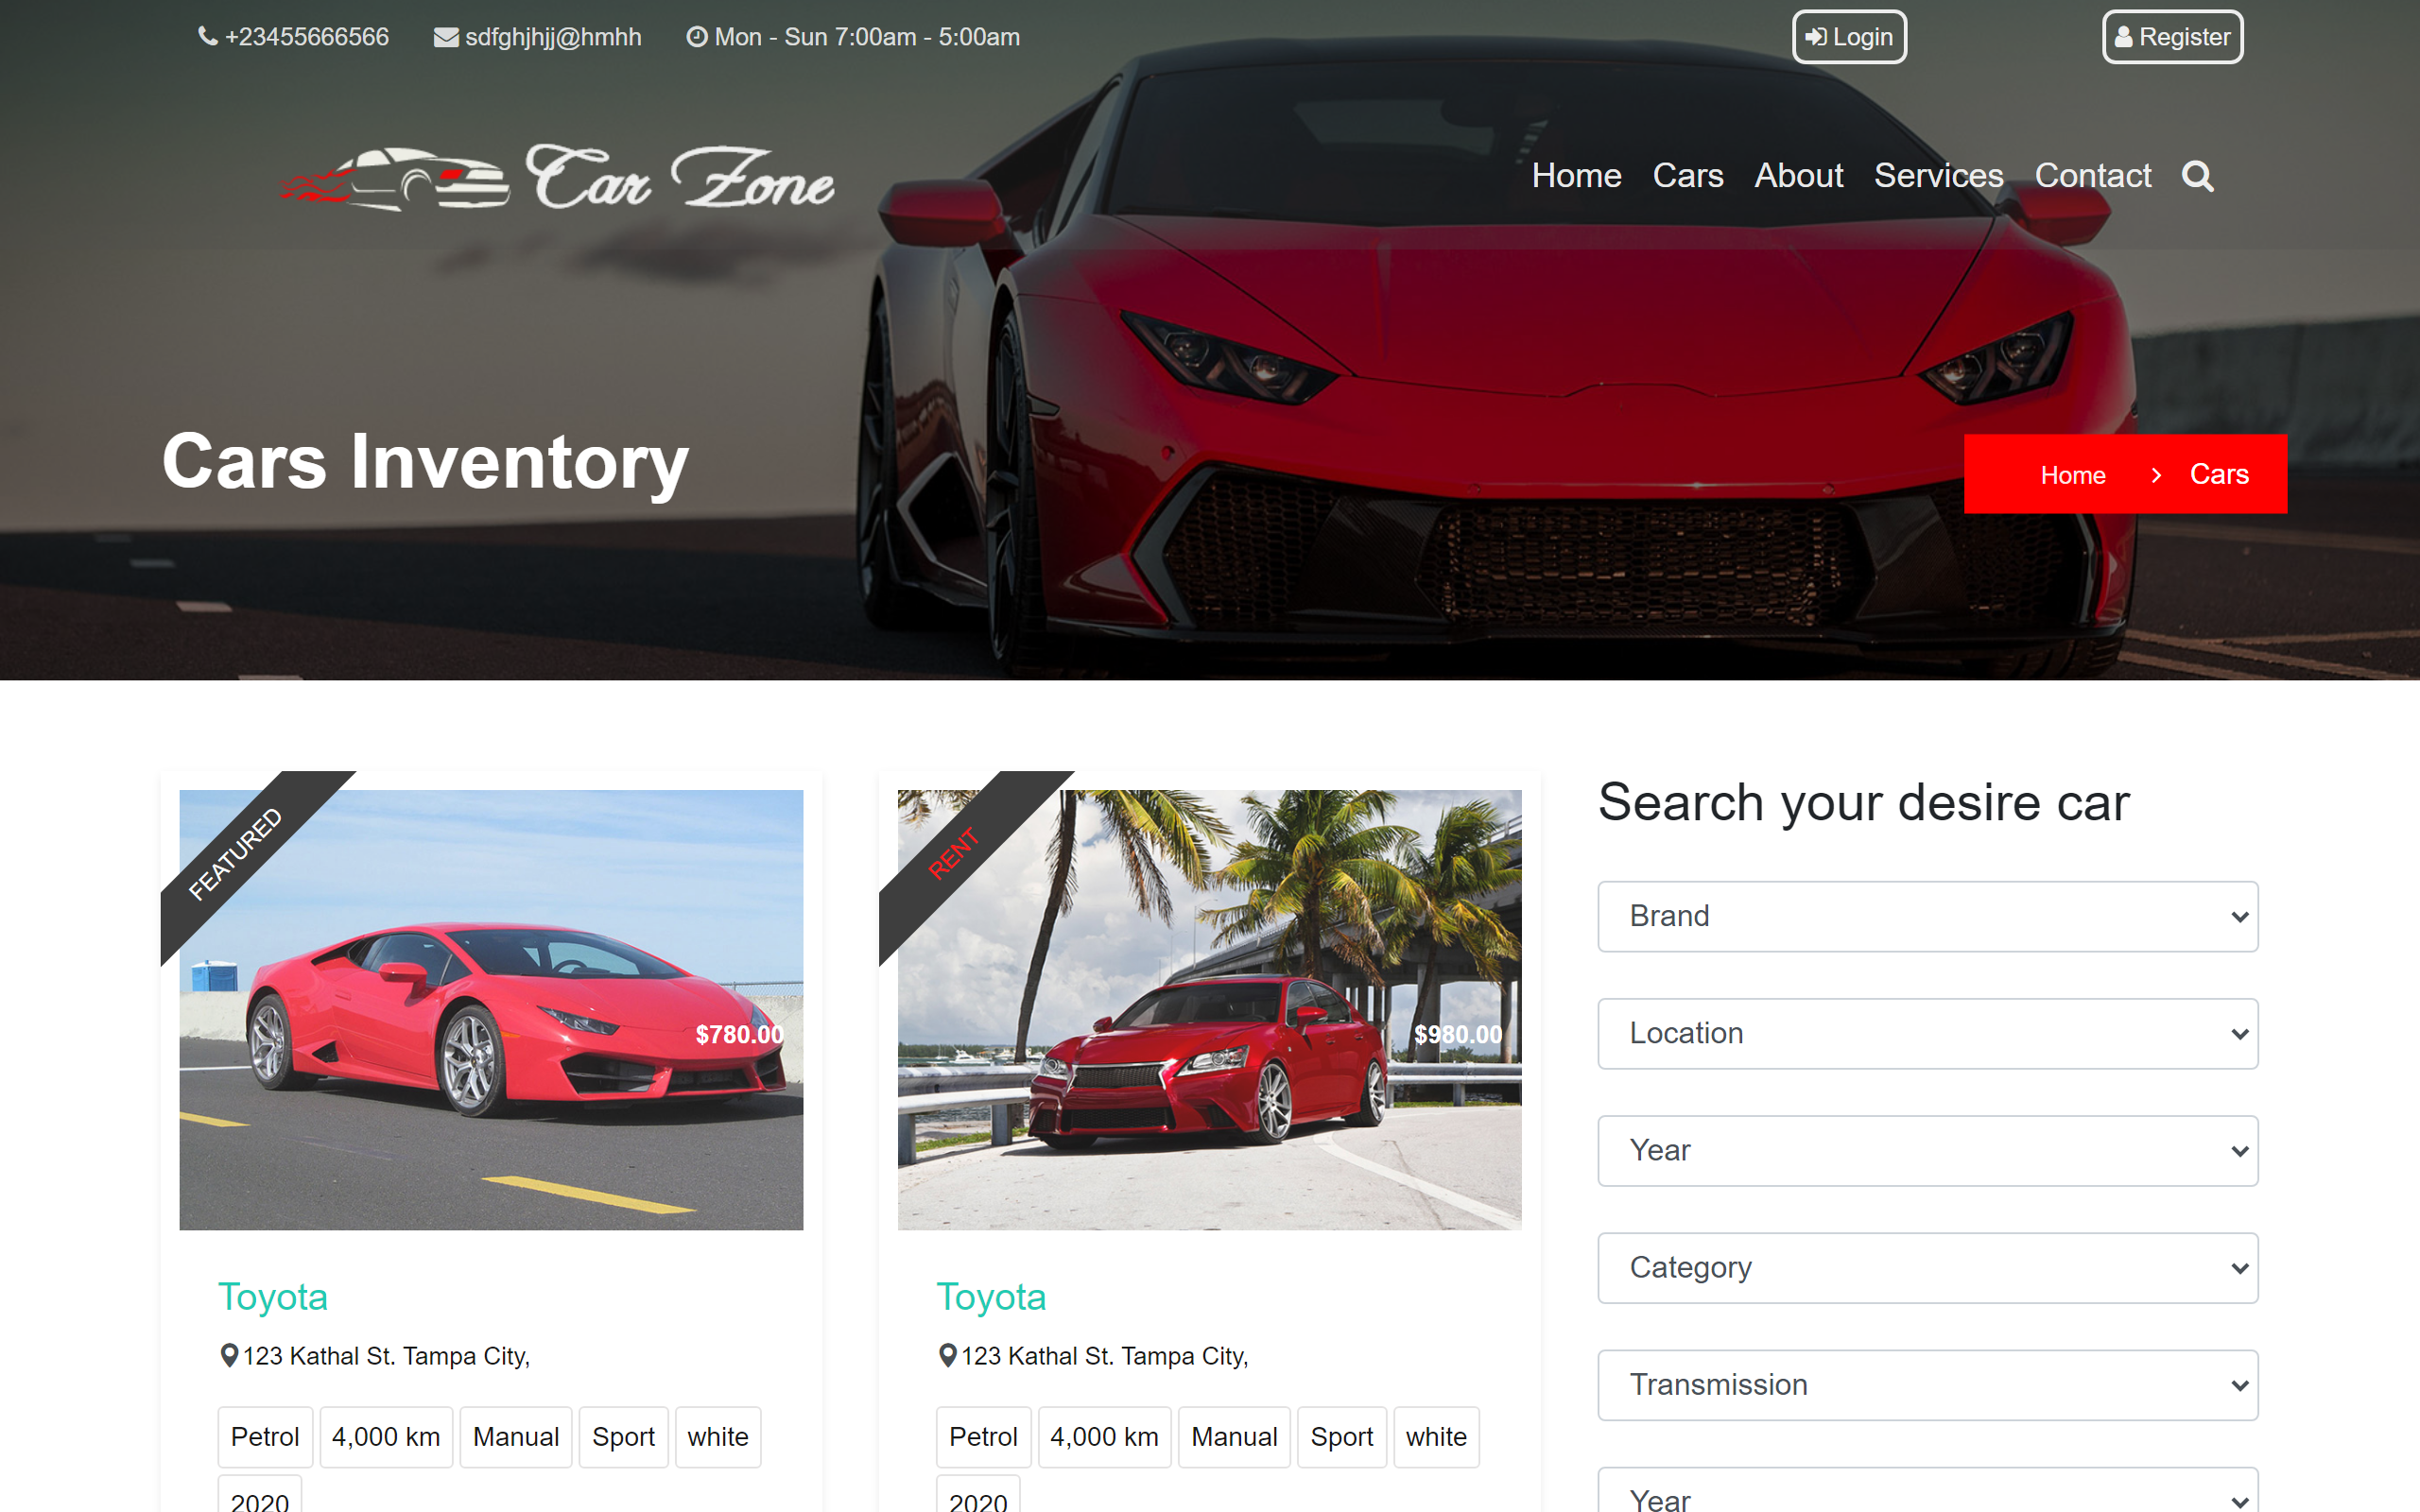 +23455666566 sdfghjhjj@hmhh Mon - Sun 7:00am - 5:00am Login Register
Car Zone
Home Cars About Services Contact
Cars Inventory
Home Cars
FEATURED
$780.00
Toyota
123 Kathal St. Tampa City,
Petrol 4,000 km Manual Sport white
2020
RENT
$980.00
Toyota
123 Kathal St. Tampa City,
Petrol 4,000 km Manual Sport white
2020
Search your desire car
Brand
Location
Year
Category
Transmission
Year